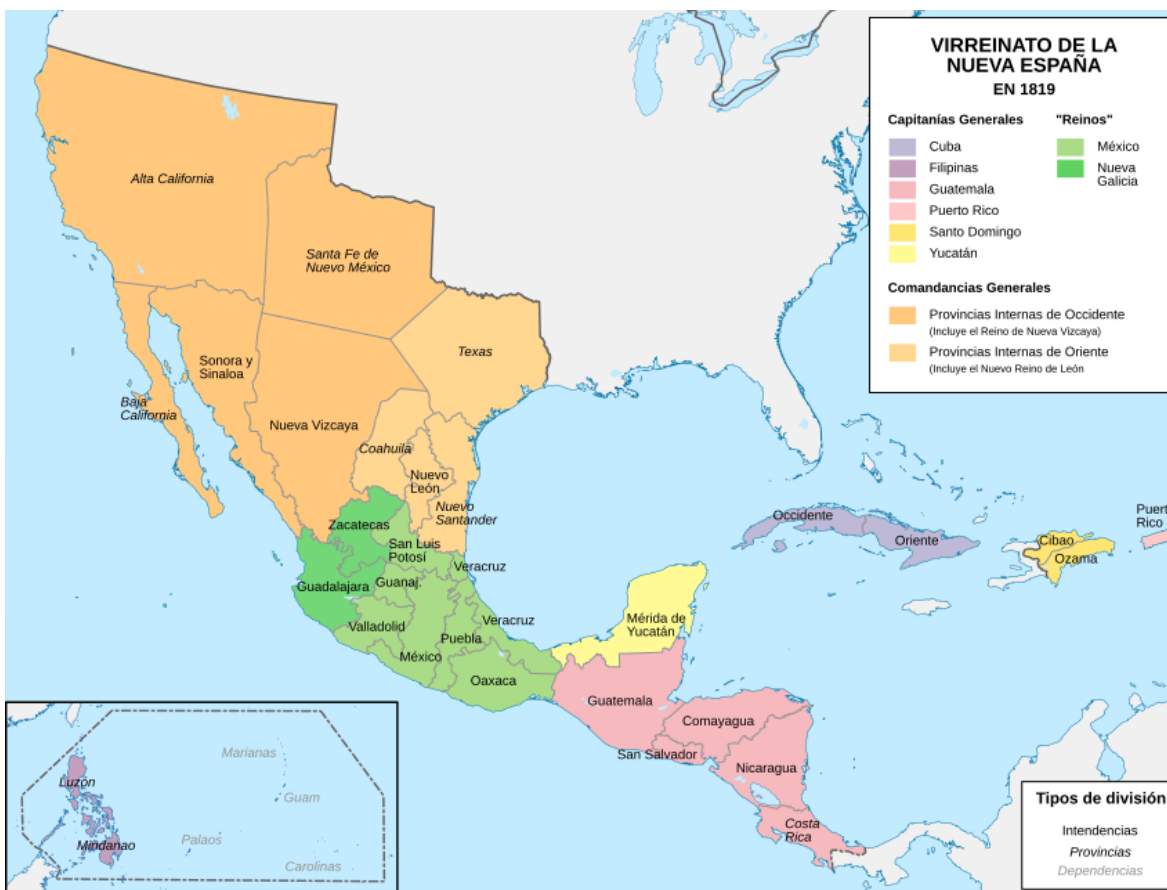 VIRREINATO DE LA
NUEVA ESPAÑA
EN 1819
Capitanías Generales
Cuba
Filipinas
Guatemala
Puerto Rico
Santo Domingo
Yucatán
"Reinos"
México
Nueva
Galicia
Comandancias Generales
Provincias Internas de Occidente
(Incluye el Reino de Nueva Vizcaya)
Provincias Internas de Oriente
(Incluye el Nuevo Reino de León
Alta California
Santa Fe de
Nuevo México
Texas
Sonora y
Sinaloa
Baja
California
Nueva Vizcaya
Coahuila
Nuevo
León
Nuevo
Santander
Zacatecas
San Luis
Potosí
Veracruz
Guadalajara
Guanaj.
Valladolid
Veracruz
Puebla
México
Oaxaca
Mérida de
Yucatán
Occidente
Oriente
Cibao
Ozama
Puerto
Rico
Guatemala
Comayagua
San Salvador
Nicaragua
Costa
Rica
Marianas
Luzón
Guam
Palaos
Mindanao
Carolinas
Tipos de división
Intendencias
Provincias
Dependencias